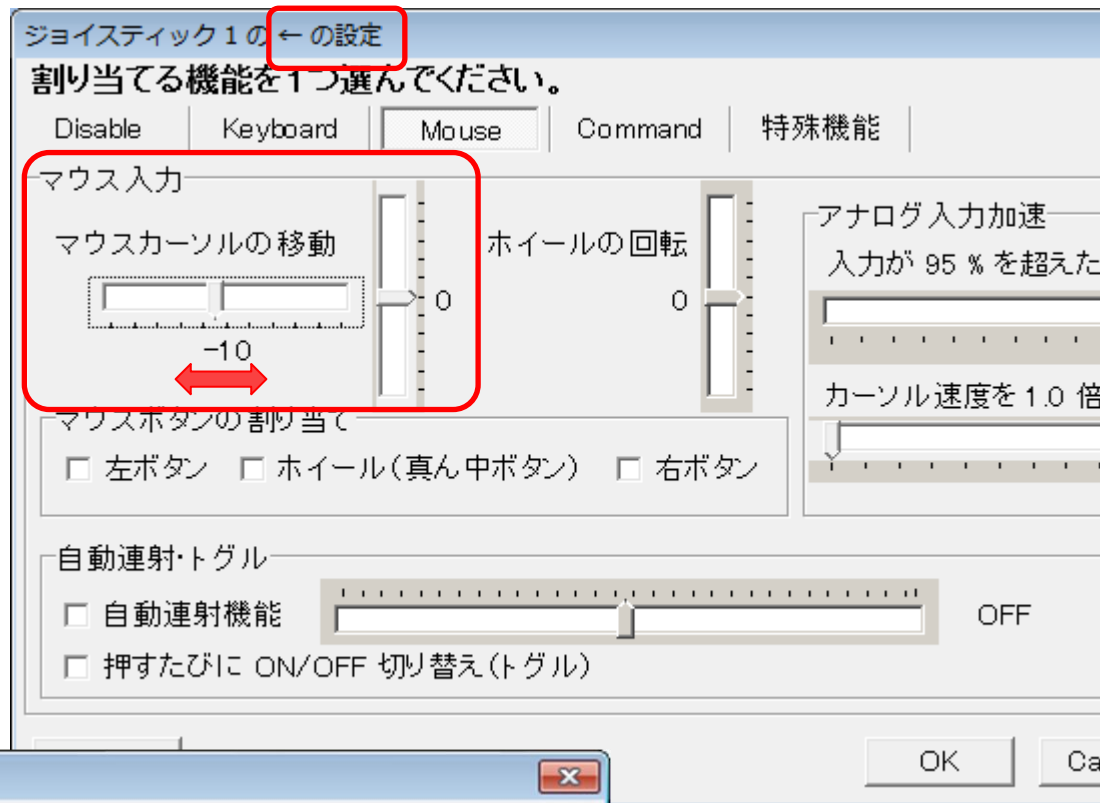 ジョイスティック 1 の ← の設定
割り当てる機能を1つ選んでください。
Disable Keyboard Mouse Command 特殊機能
マウス入力
マウスカーソルの移動
-10
0
ホイールの回転
0
アナログ入力加速
入力が 95 % を超えた
カーソル速度を 1.0 倍
マウスボタンの割り当て
左ボタン ホイール(真ん中ボタン) 右ボタン
自動連射・トグル
自動連射機能 OFF
押すたびに ON/OFF 切り替え(トグル)
OK Ca